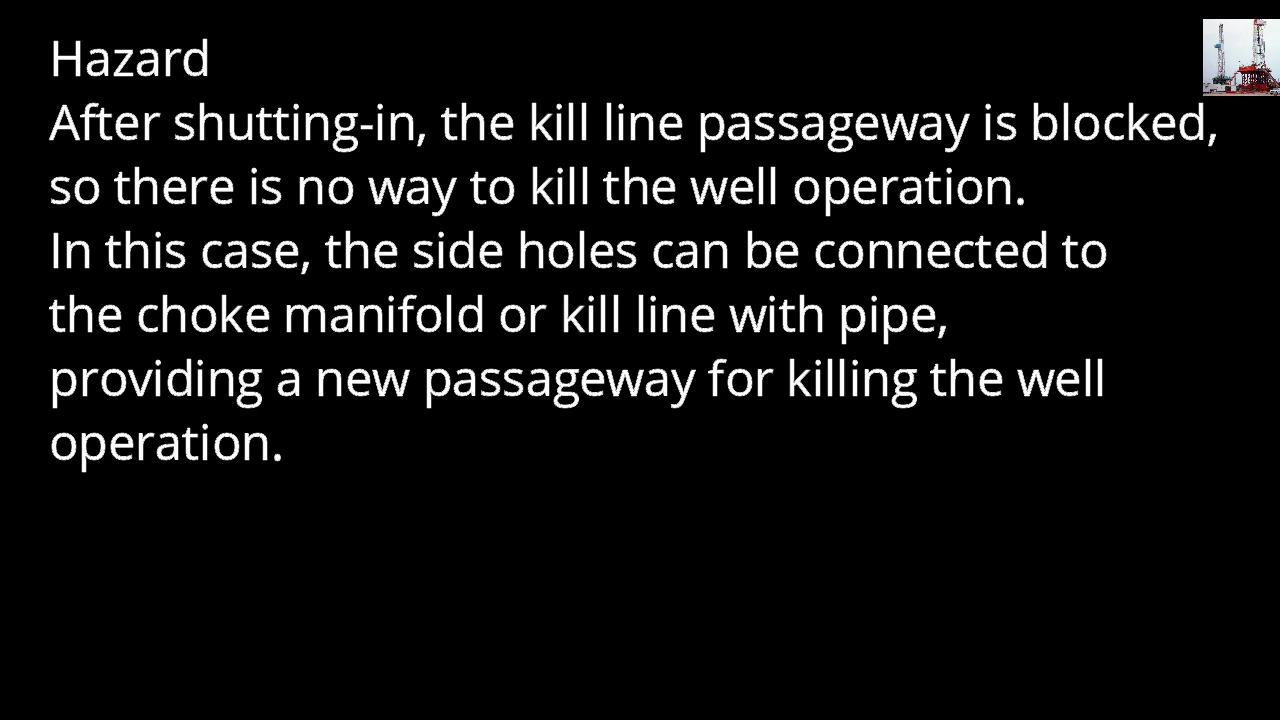 Hazard
After shutting-in, the kill line passageway is blocked,
so there is no way to kill the well operation.
In this case, the side holes can be connected to
the choke manifold or kill line with pipe,
providing a new passageway for killing the well
operation.